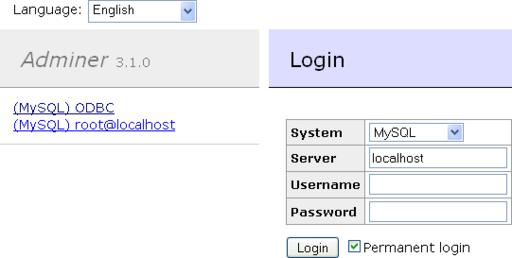 Language: English
Adminer 3.1.0
(MySQL) ODBC
(MySQL) root@localhost
Login
System MySQL
Server localhost
Username
Password
Login Permanent login